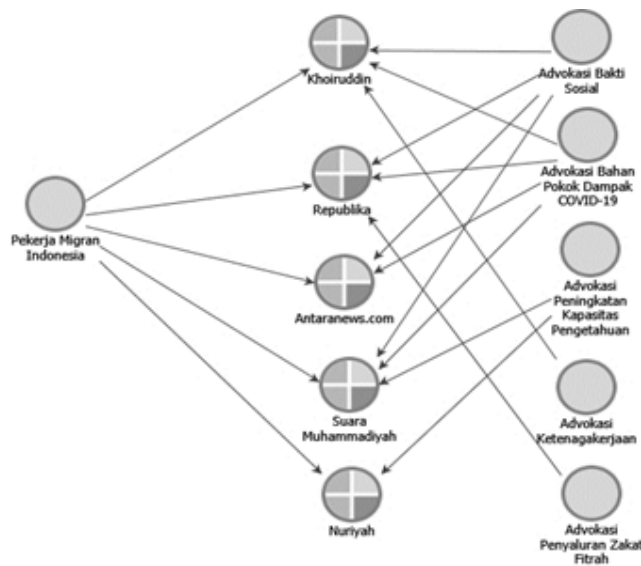 Khoiruddin
Advokasi Bakti
Sosial
Republika
Advokasi Bahan
Pokok Dampak
COVID-19
Pekerja Migran
Indonesia
Antaranews.com
Advokasi
Peningkatan
Kapasitas
Pengetahuan
Suara
Muhammadiyah
Advokasi
Ketenagakerjaan
Nuriyah
Advokasi
Penyaluran Zakat
Fitrah